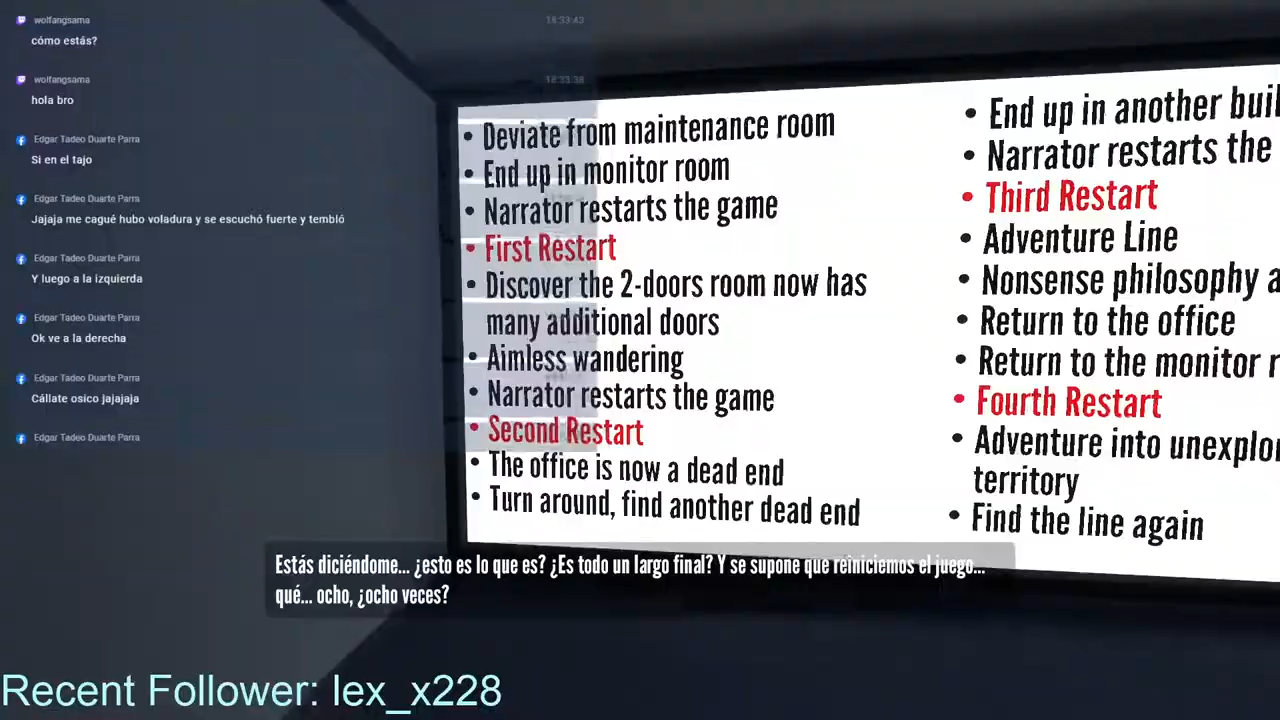 wolfangsama
18:33:43
cómo estás?
wolfangsama
18:33:38
hola bro
Edgar Tadeo Duarte Parra
Si en el tajo
Edgar Tadeo Duarte Parra
Jajaja me cagué hubo voladura y se escuchó fuerte y tembló
Edgar Tadeo Duarte Parra
Y luego a la izquierda
Edgar Tadeo Duarte Parra
Ok ve a la derecha
Edgar Tadeo Duarte Parra
Cállate osico jajajaja
Edgar Tadeo Duarte Parra
• Deviate from maintenance room
• End up in monitor room
• Narrator restarts the game
• First Restart
• Discover the 2-doors room now has
many additional doors
• Aimless wandering
• Narrator restarts the game
• Second Restart
• The office is now a dead end
• Turn around, find another dead end
• End up in another buil
• Narrator restarts the
• Third Restart
• Adventure Line
• Nonsense philosophy a
• Return to the office
• Return to the monitor r
• Fourth Restart
• Adventure into unexplo
territory
• Find the line again
Estás diciéndome... ¿esto es lo que es? ¿Es todo un largo final? Y se supone que reiniciemos el juego...
qué... ocho, ¿ocho veces?
Recent Follower: lex_x228